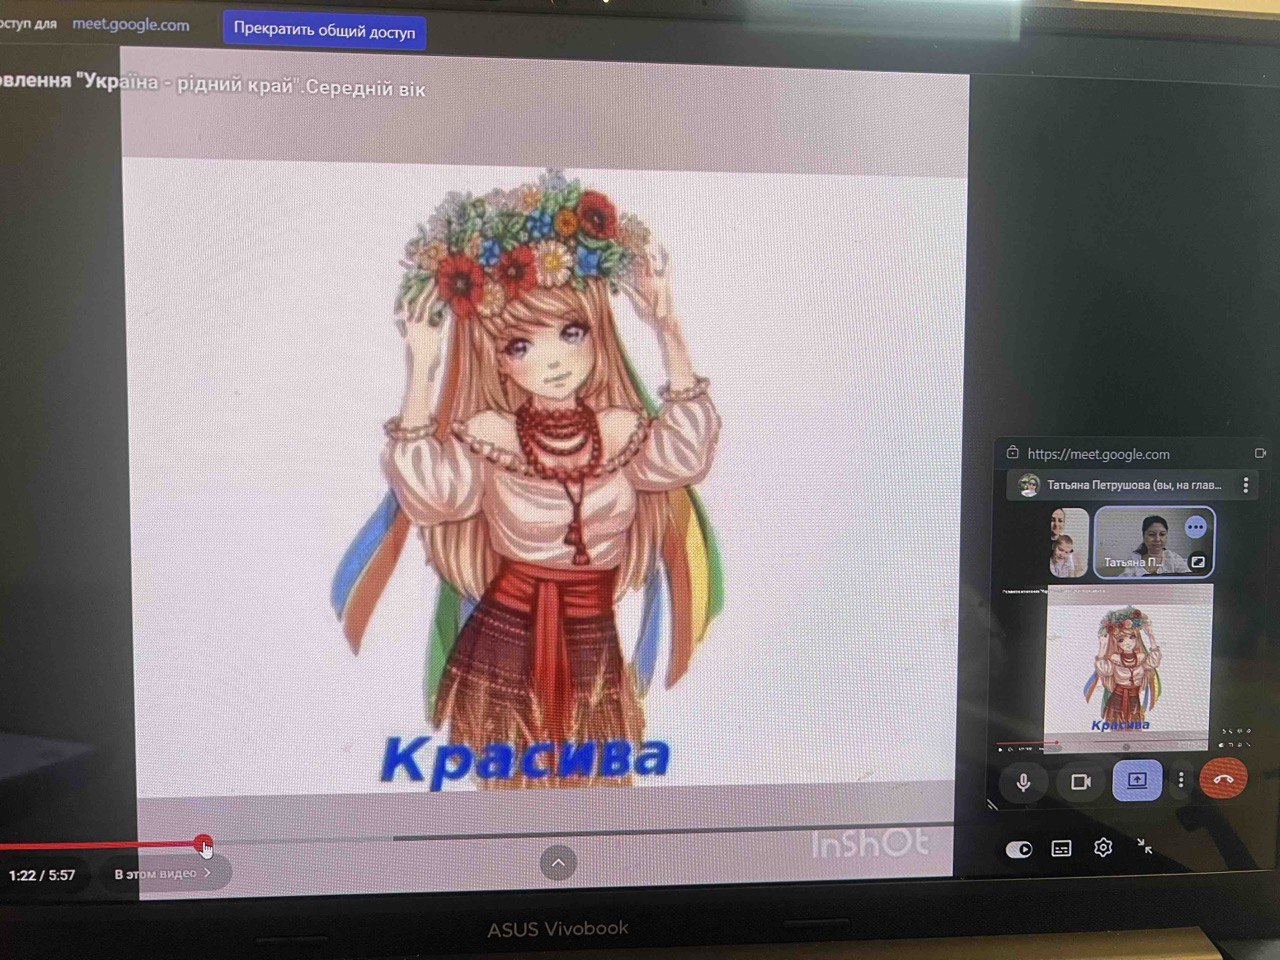 оступ для meet.google.com Прекратить общий доступ
овлення "Україна - рідний край".Середній вік
Красива
InShOt
1:22 / 5:57 В этом видео
https://meet.google.com
Татьяна Петрушова (вы, на глав...
Татьяна П...
Красива
ASUS Vivobook